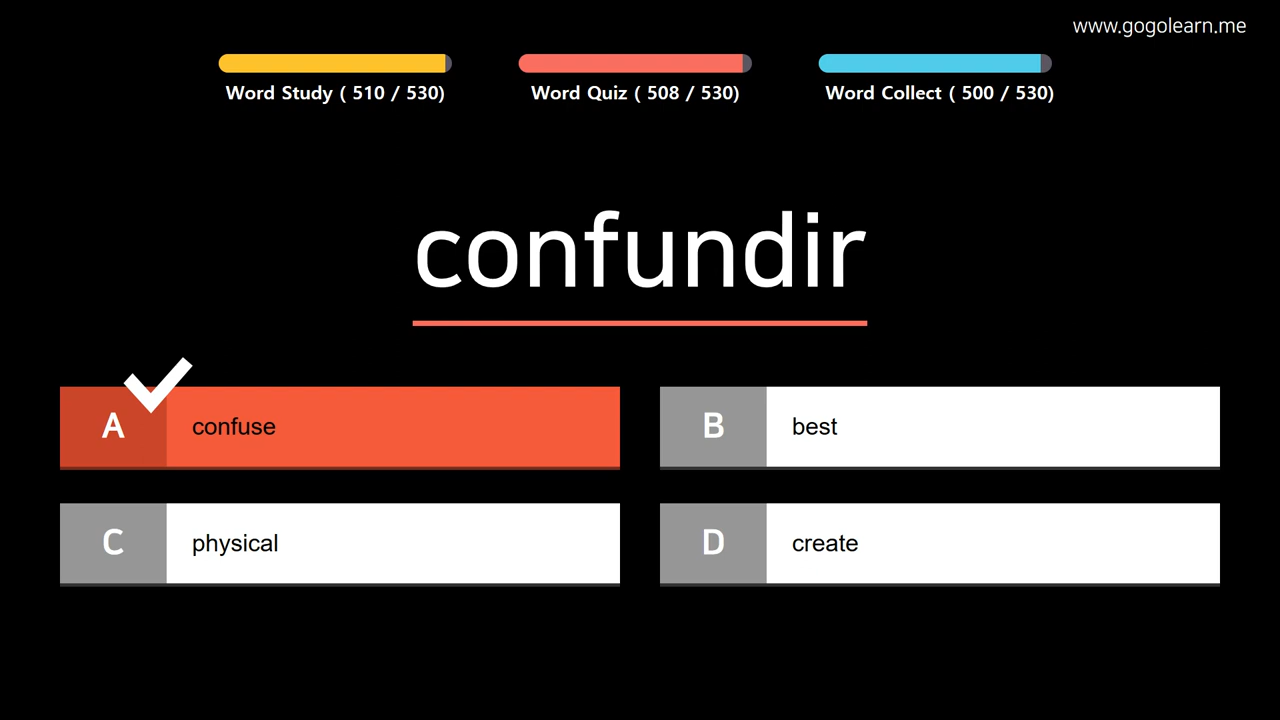 www.gogolearn.me
Word Study ( 510 / 530)
Word Quiz ( 508 / 530)
Word Collect ( 500 / 530)
confundir
A
confuse
B
best
C
physical
D
create